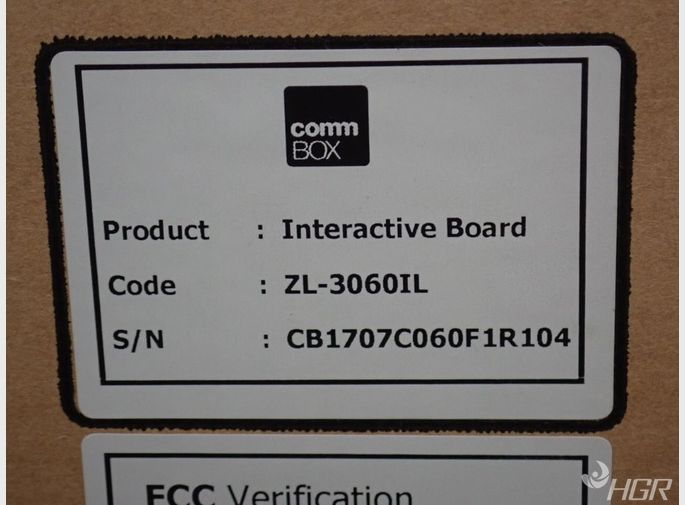 comm
BOX
Product : Interactive Board
Code : ZL-3060IL
S/N : CB1707C060F1R104
FCC Verification
HGR